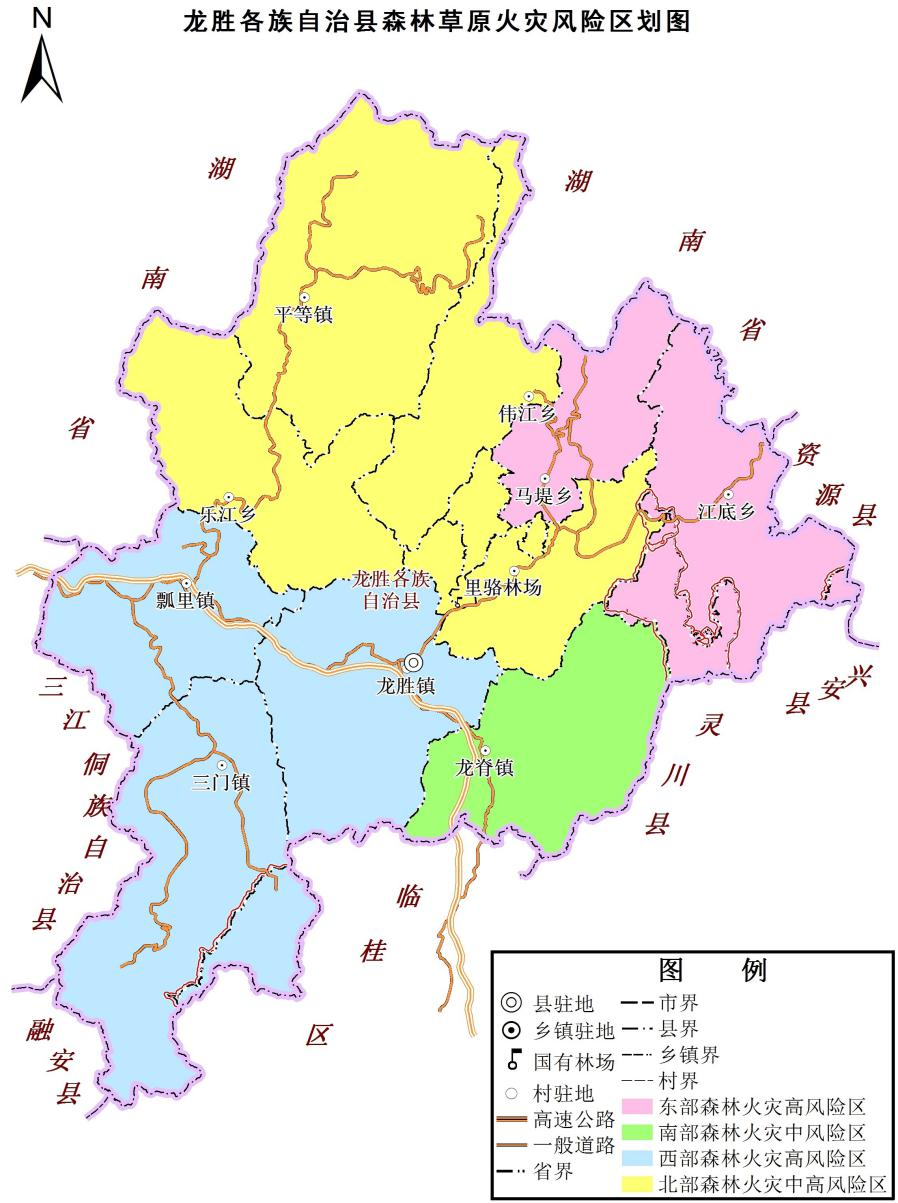 龙胜各族自治县森林草原火灾风险区划图
N
湖
南
省
湖
南
省
资
源
县
平等镇
伟江乡
马堤乡
江底乡
乐江乡
瓢里镇
龙胜各族
自治县
里骆林场
龙胜镇
三门镇
龙脊镇
三
江
侗
族
自
治
县
融
安
县
临
桂
区
灵
川
县
兴
安
县
图 例
县驻地
乡镇驻地
国有林场
村驻地
高速公路
一般道路
省界
市界
县界
乡镇界
村界
东部森林火灾高风险区
南部森林火灾中风险区
西部森林火灾高风险区
北部森林火灾中高风险区